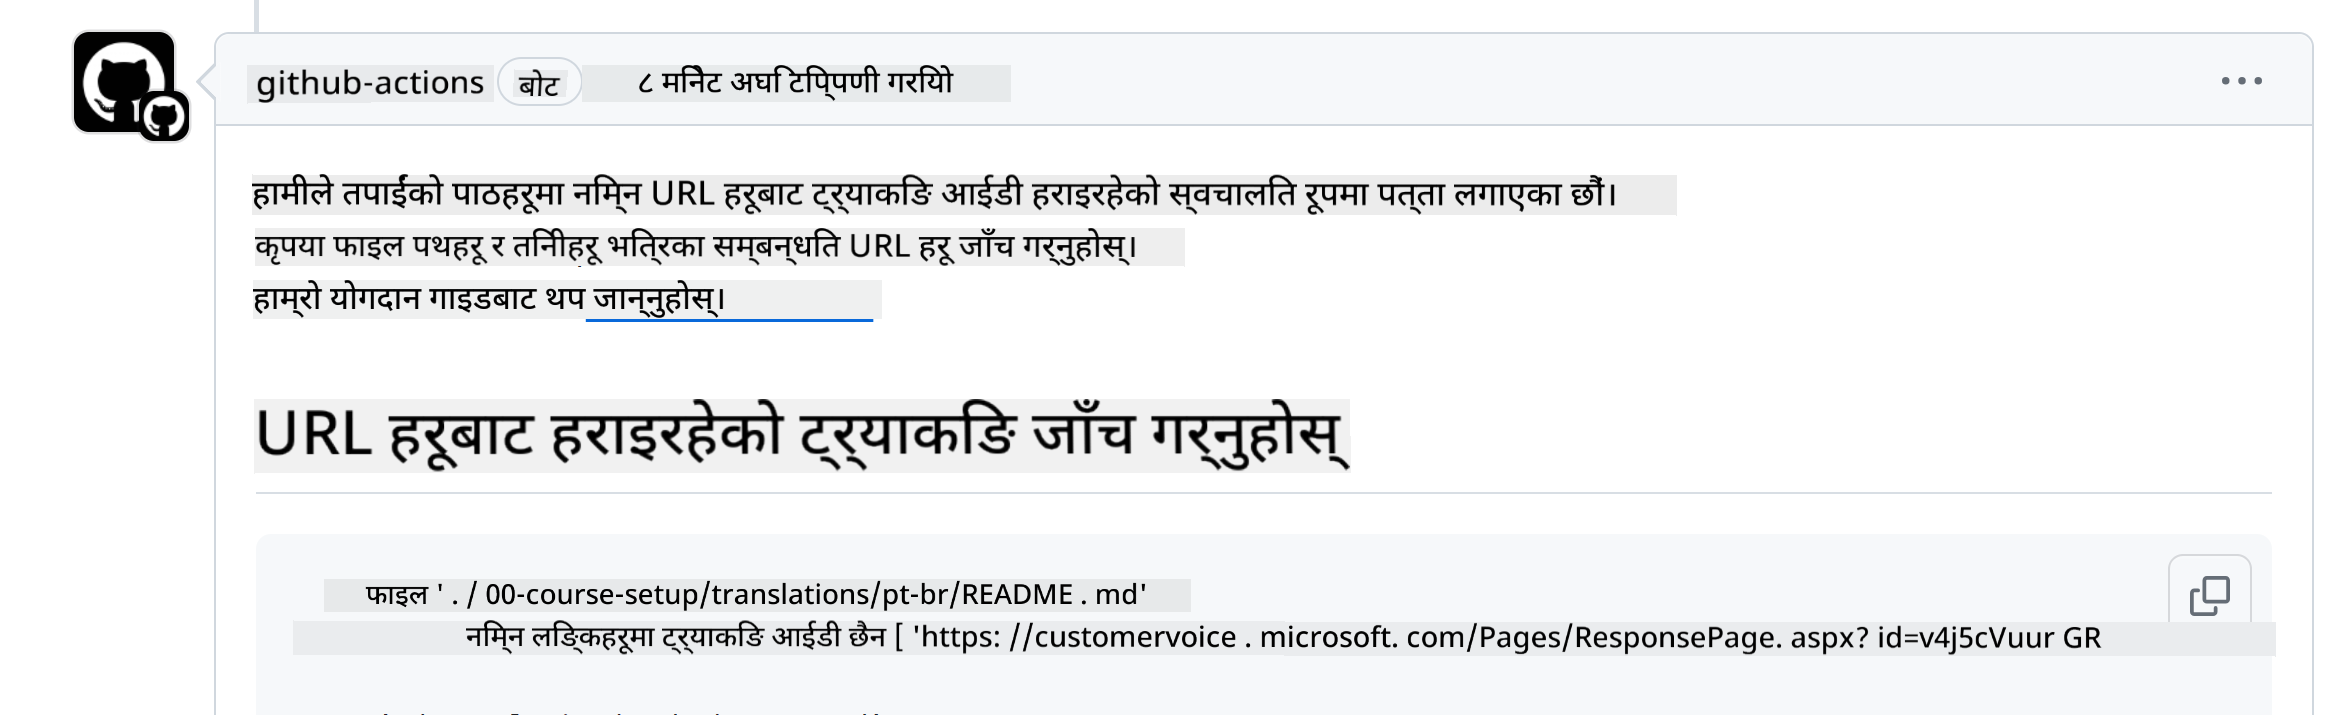 github-actions बोट ८ मिनेट अघि टिप्पणी गरियो
हामीले तपाईंको पाठहरूमा निम्न URL हरूबाट ट्र्याकिङ आईडी हराइरहेको स्वचालित रूपमा पत्ता लगाएका छौं।
कृपया फाइल पथहरू र तिनीहरू भित्रका सम्बन्धित URL हरू जाँच गर्नुहोस्।
हाम्रो योगदान गाइडबाट थप जान्नुहोस्।
URL हरूबाट हराइरहेको ट्र्याकिङ जाँच गर्नुहोस्
फाइल ' . / 00-course-setup/translations/pt-br/README . md'
निम्न लिङ्कहरूमा ट्र्याकिङ आईडी छैन [ 'https: //customervoice . microsoft. com/Pages/ResponsePage. aspx? id=v4j5cVuur GR